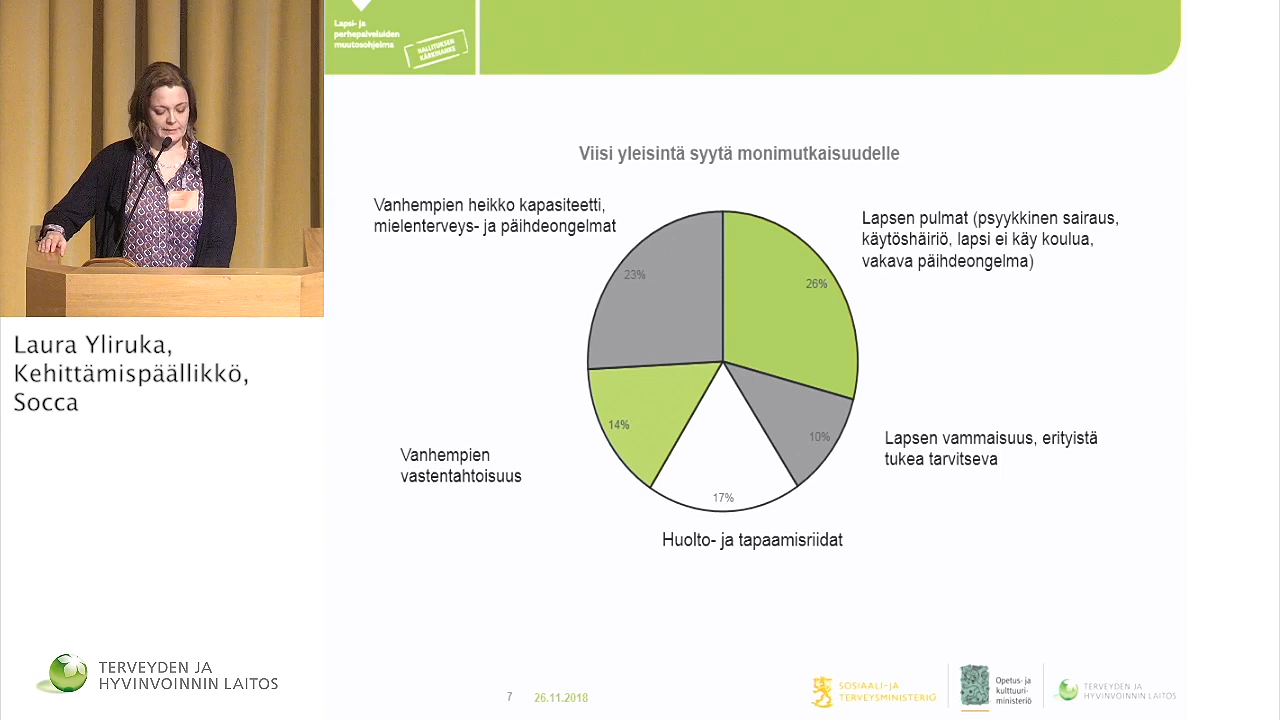 Lapsi- ja
perhepalveluiden
muutosohjelma
HALLITUKSEN
KÄRKIHANKE
Viisi yleisintä syytä monimutkaisuudelle
Vanhempien heikko kapasiteetti,
mielenterveys- ja päihdeongelmat
Lapsen pulmat (psyykkinen sairaus,
käytöshäiriö, lapsi ei käy koulua,
vakava päihdeongelma)
23%
26%
14%
10%
17%
Vanhempien
vastentahtoisuus
Lapsen vammaisuus, erityistä
tukea tarvitseva
Huolto- ja tapaamisriidat
Laura Yliruka,
Kehittämispäällikkö,
Socca
TERVEYDEN JA
HYVINVOINNIN LAITOS
7 26.11.2018
SOSIAALI- JA
TERVEYSMINISTERIÖ
Opetus- ja
kulttuuri-
ministeriö
TERVEYDEN JA
HYVINVOINNIN LAITOS